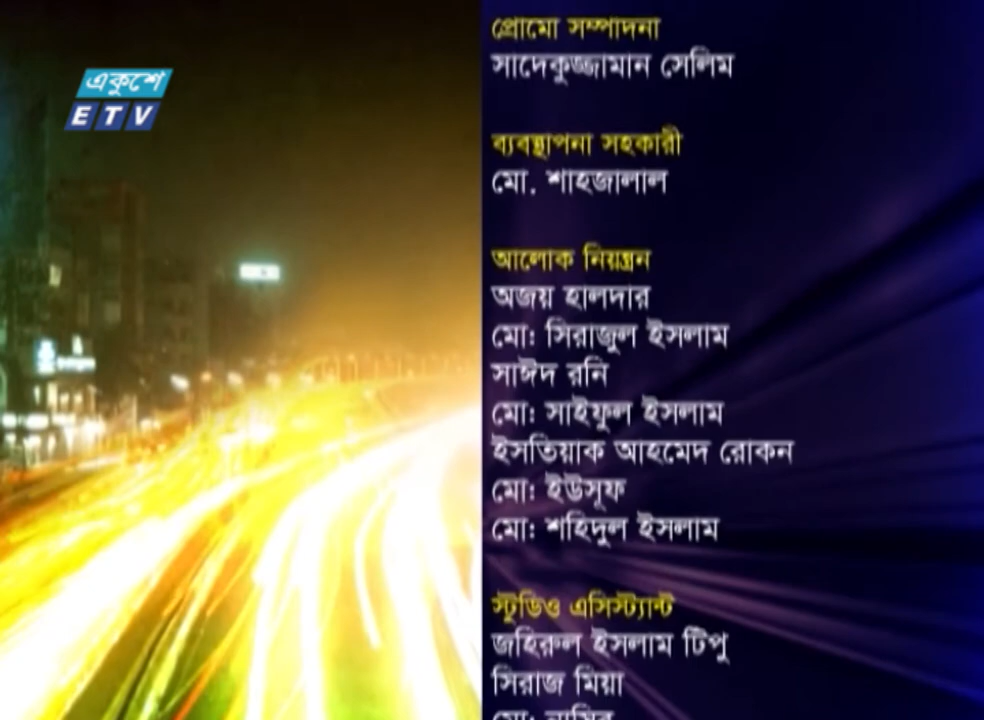 একুশে
ETV
প্রোমো সম্পাদনা
সাদেকুজ্জামান সেলিম
ব্যবস্থাপনা সহকারী
মো. শাহজালাল
আলোক নিয়ন্ত্রন
অজয় হালদার
মো: সিরাজুল ইসলাম
সাঈদ রনি
মো: সাইফুল ইসলাম
ইসতিয়াক আহমেদ রোকন
মো: ইউসূফ
মো: শহিদুল ইসলাম
স্টুডিও এসিস্ট্যান্ট
জহিরুল ইসলাম টিপু
সিরাজ মিয়া
মো: